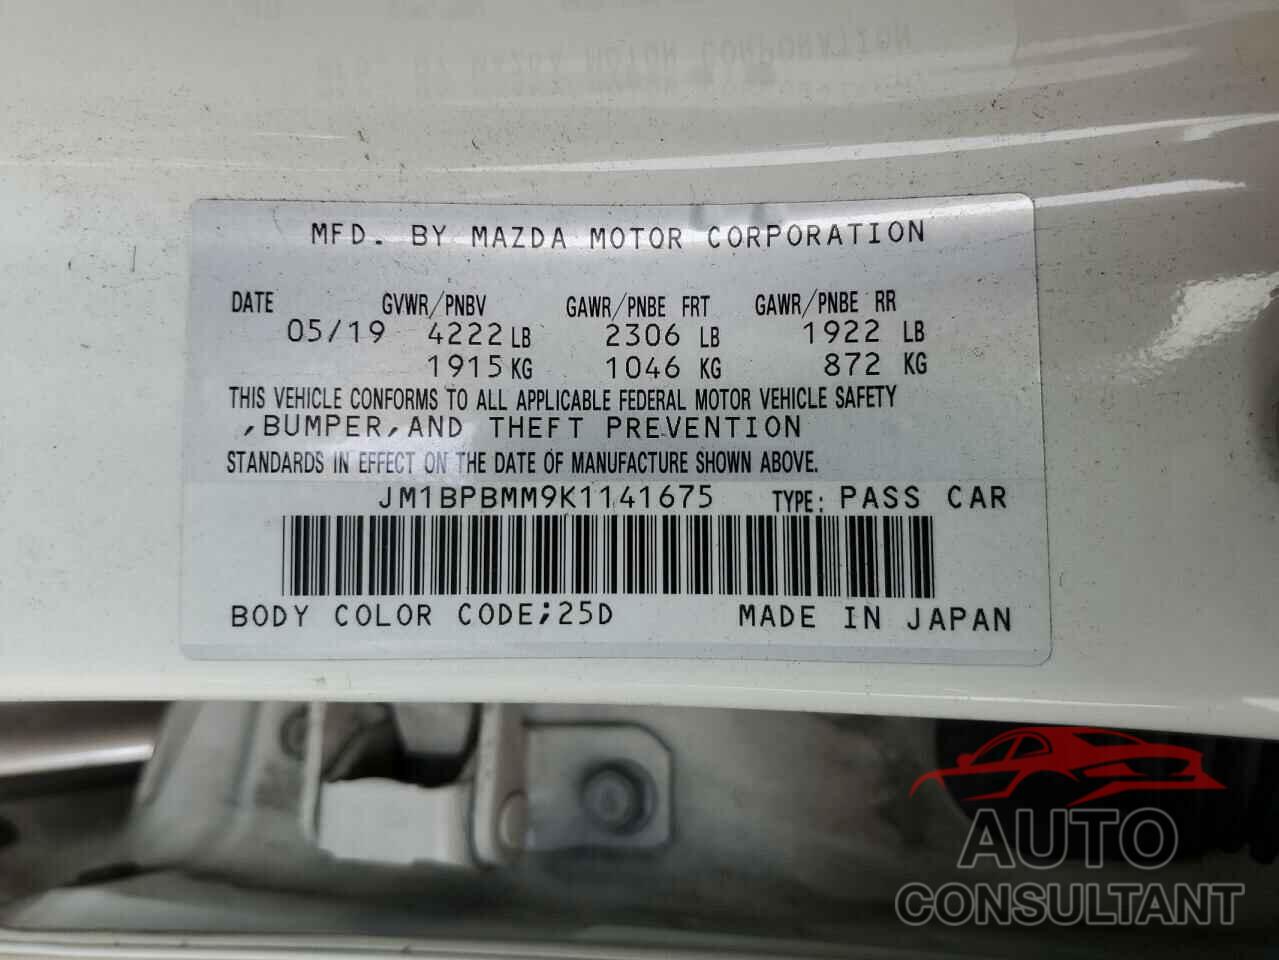 MFD. BY MAZDA MOTOR CORPORATION
DATE GVWR/PNBV GAWR/PNBE FRT GAWR/PNBE RR
05/19 4222 LB 2306 LB 1922 LB
1915 KG 1046 KG 872 KG
THIS VEHICLE CONFORMS TO ALL APPLICABLE FEDERAL MOTOR VEHICLE SAFETY
,BUMPER,AND THEFT PREVENTION
STANDARDS IN EFFECT ON THE DATE OF MANUFACTURE SHOWN ABOVE.
JM1BPBMM9K1141675 TYPE: PASS CAR
BODY COLOR CODE;25D MADE IN JAPAN
AUTO
CONSULTANT